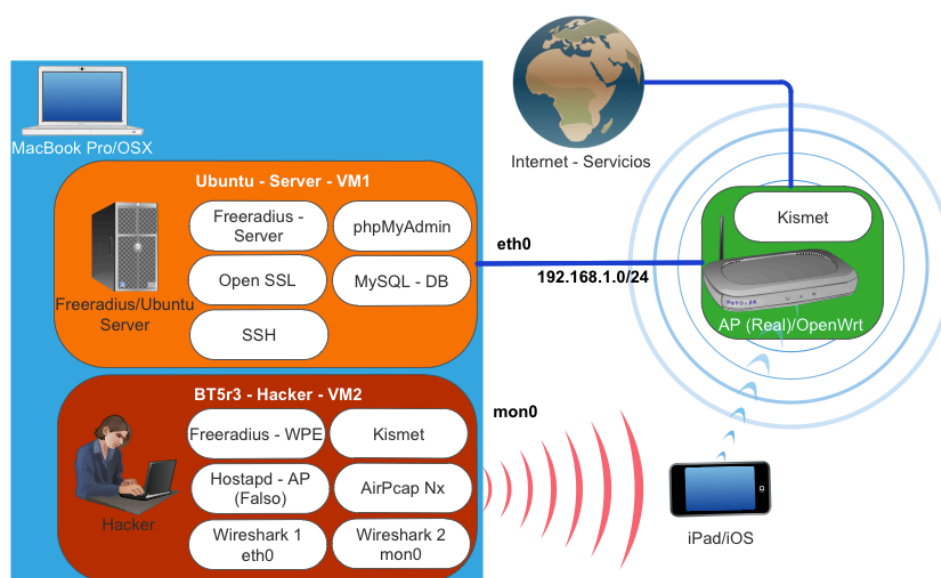 MacBook Pro/OSX
Ubuntu - Server - VM1
Freeradius -
Server
phpMyAdmin
Open SSL
MySQL - DB
SSH
Freeradius/Ubuntu
Server
BT5r3 - Hacker - VM2
Freeradius - WPE
Kismet
Hostapd - AP
(Falso)
AirPcap Nx
Wireshark 1
eth0
Wireshark 2
mon0
Hacker
Internet - Servicios
eth0
192.168.1.0/24
Kismet
AP (Real)/OpenWrt
mon0
iPad/iOS